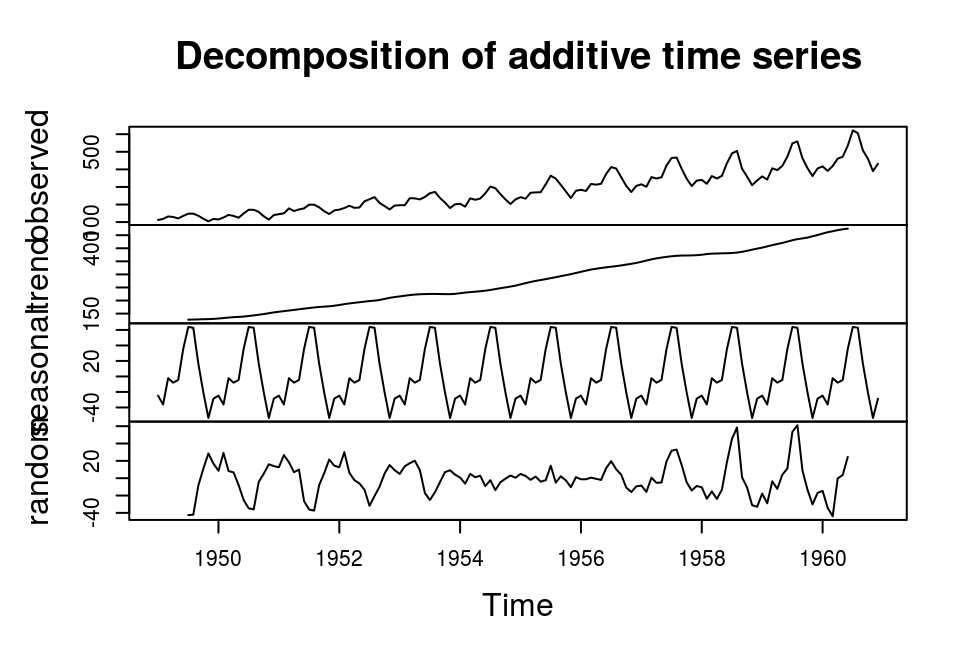 Decomposition of additive time series
observed
500
100
trend
400
150
seasonal
20
-40
random
20
-40
1950 1952 1954 1956 1958 1960
Time